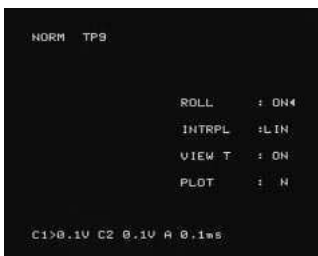 NORM TP9
ROLL : ON◀
INTRPL :LIN
VIEW T : ON
PLOT : N
C1>0.1V C2 0.1V A 0.1ms